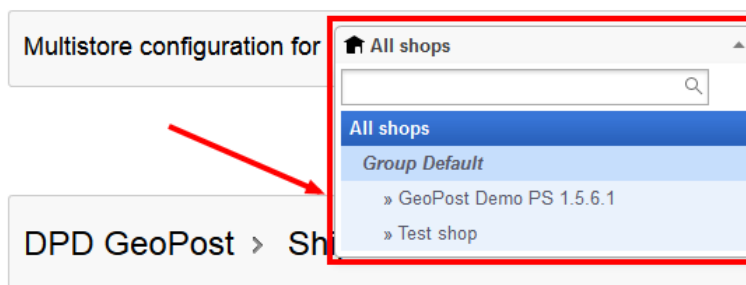 Multistore configuration for All shops
All shops
Group Default
» GeoPost Demo PS 1.5.6.1
» Test shop
DPD GeoPost >